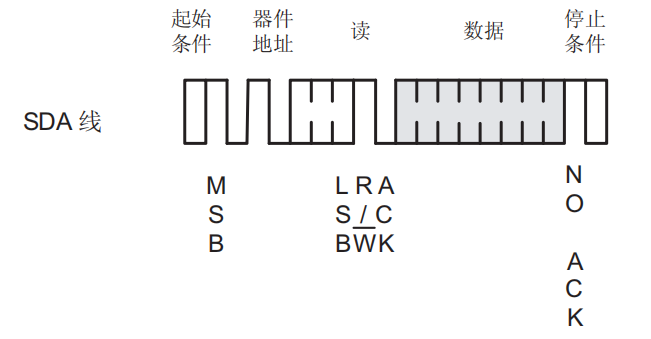 起始 器件 读 数据 停止
条件 地址 条件
SDA 线
M L R A N
S S / C O
B B W K A
C
K